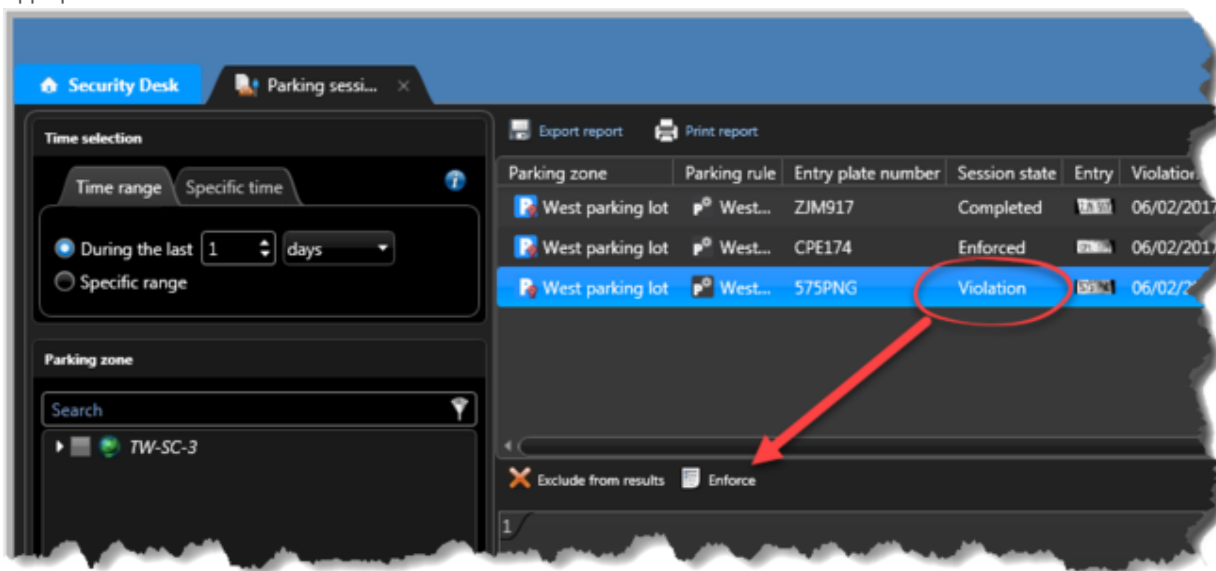 Security Desk
Parking sessi...
Time selection
Time range
Specific time
During the last 1 days
Specific range
Parking zone
Search
TW-SC-3
Export report Print report
Parking zone Parking rule Entry plate number Session state Entry
West parking lot West... ZJM917 Completed 06/02/2017
West parking lot West... CPE174 Enforced 06/02/2017
West parking lot West... 575PNG Violation 06/02/2
Exclude from results Enforce
1